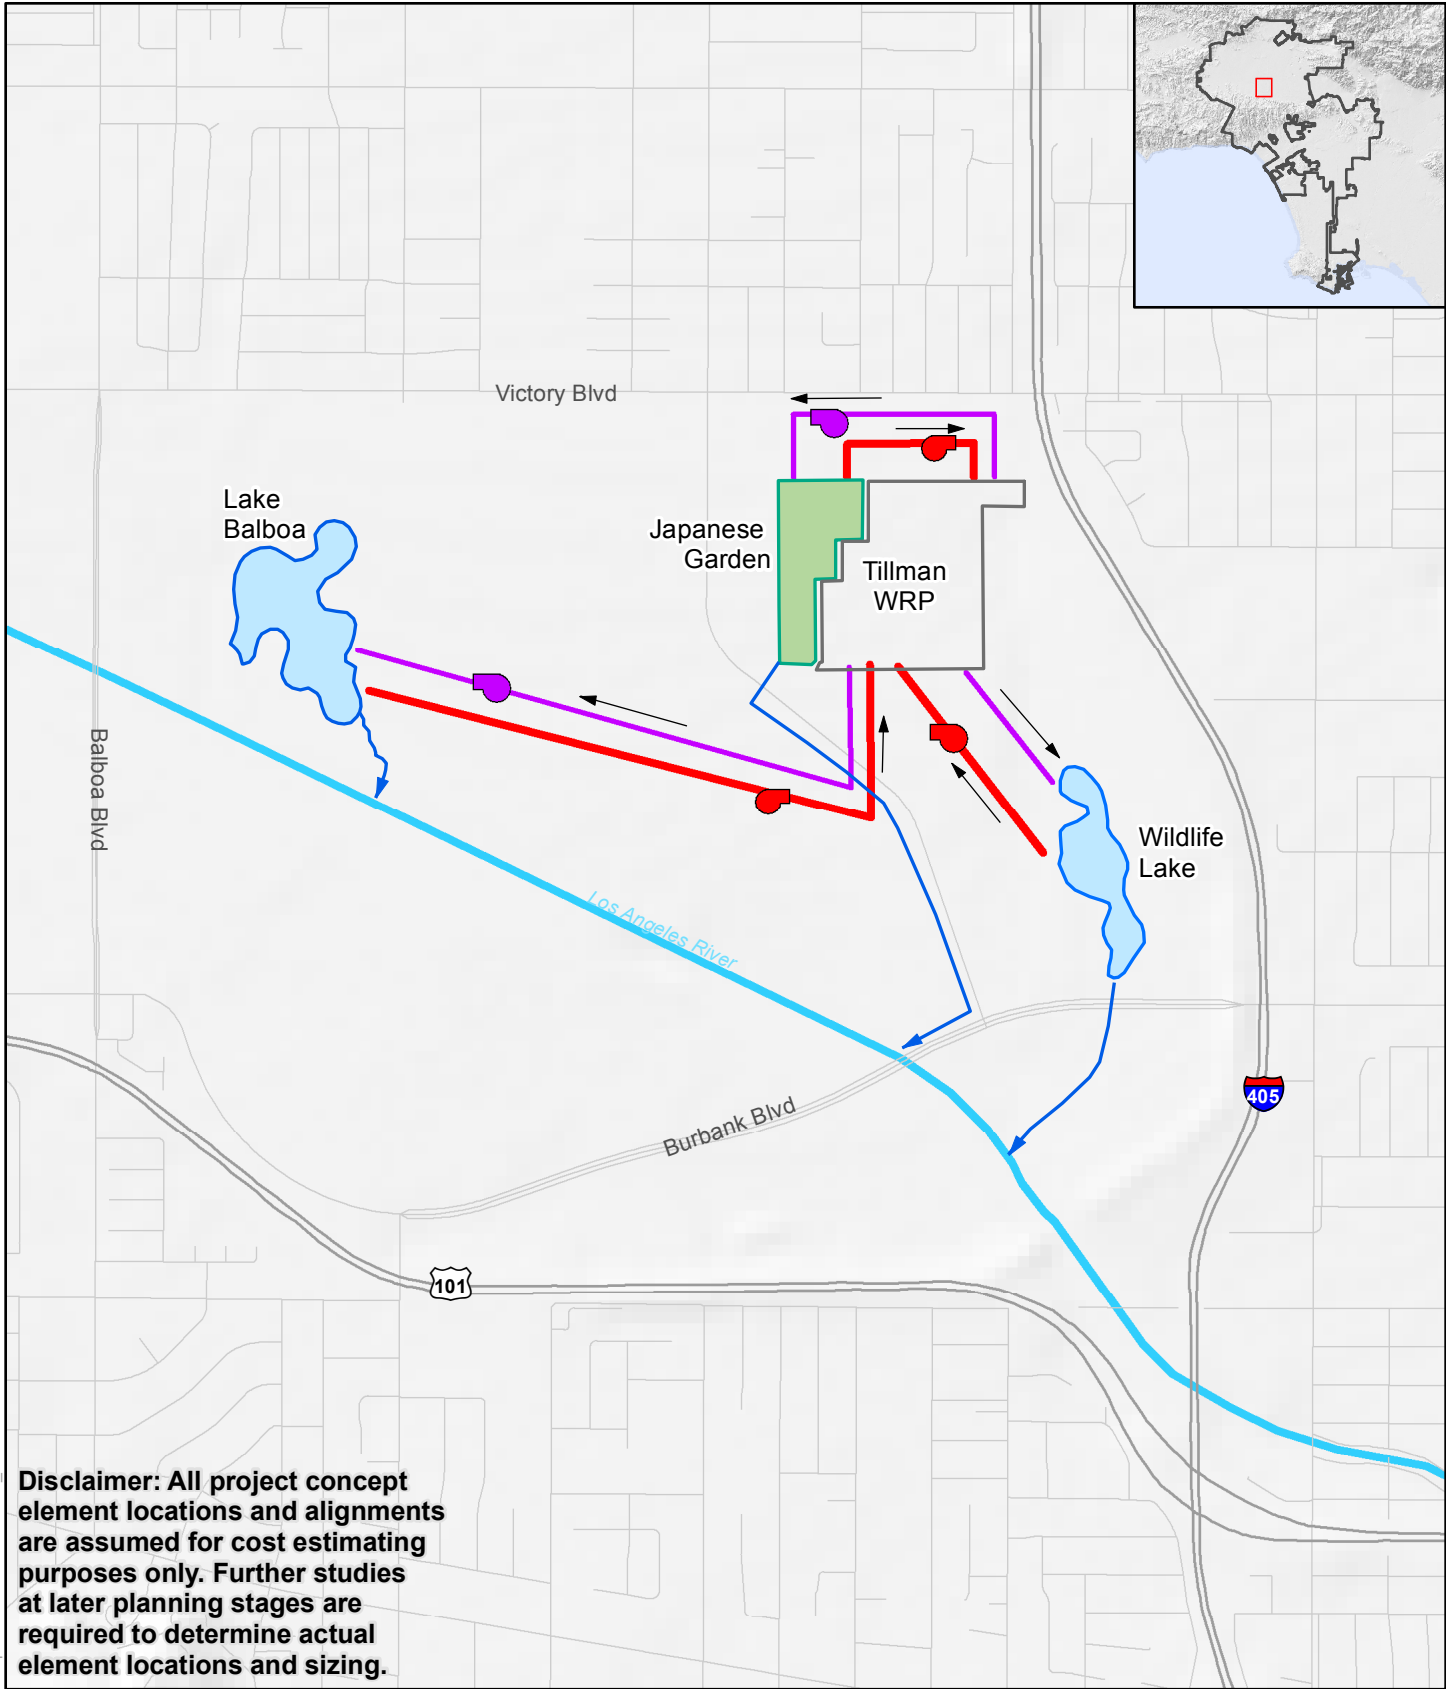 Victory Blvd
Lake
Balboa
Japanese
Garden
Tillman
WRP
Balboa Blvd
Wildlife
Lake
Los Angeles River
Burbank Blvd
405
101
Disclaimer: All project concept
element locations and alignments
are assumed for cost estimating
purposes only. Further studies
at later planning stages are
required to determine actual
element locations and sizing.